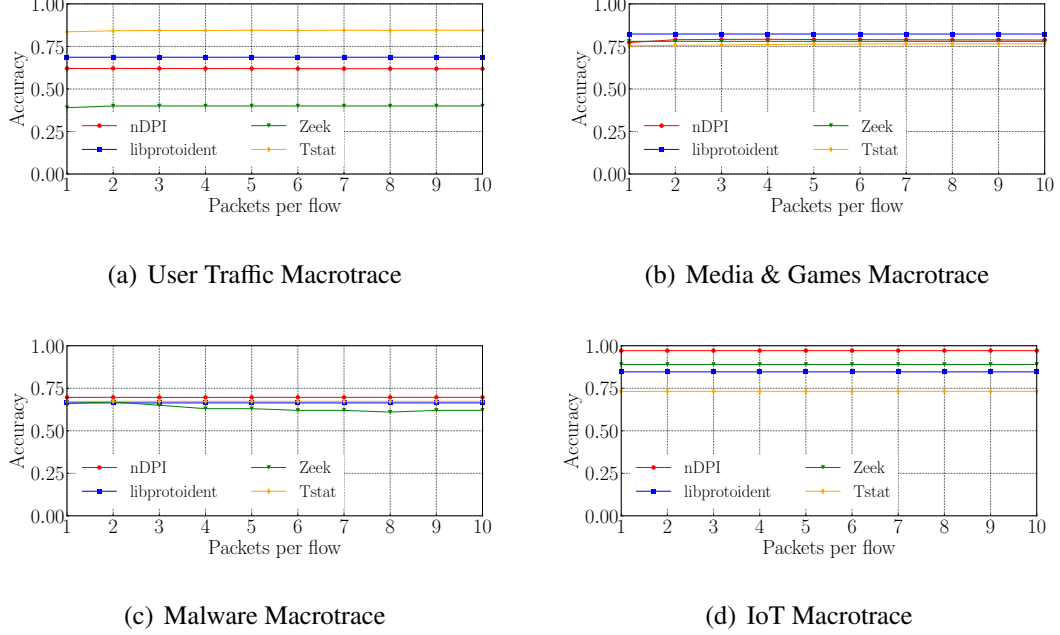 1.00
0.75
0.50
0.25
0.00
Accuracy
nDPI
libprotoident
Zeek
Tstat
1 2 3 4 5 6 7 8 9 10
Packets per flow
(a) User Traffic Macrotrace
1.00
0.75
0.50
0.25
0.00
Accuracy
nDPI
libprotoident
Zeek
Tstat
1 2 3 4 5 6 7 8 9 10
Packets per flow
(b) Media & Games Macrotrace
1.00
0.75
0.50
0.25
0.00
Accuracy
nDPI
libprotoident
Zeek
Tstat
1 2 3 4 5 6 7 8 9 10
Packets per flow
(c) Malware Macrotrace
1.00
0.75
0.50
0.25
0.00
Accuracy
nDPI
libprotoident
Zeek
Tstat
1 2 3 4 5 6 7 8 9 10
Packets per flow
(d) IoT Macrotrace